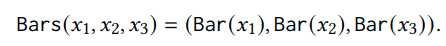 Bars(x₁, x₂, x₃) = (Bar(x₁), Bar(x₂), Bar(x₃)).